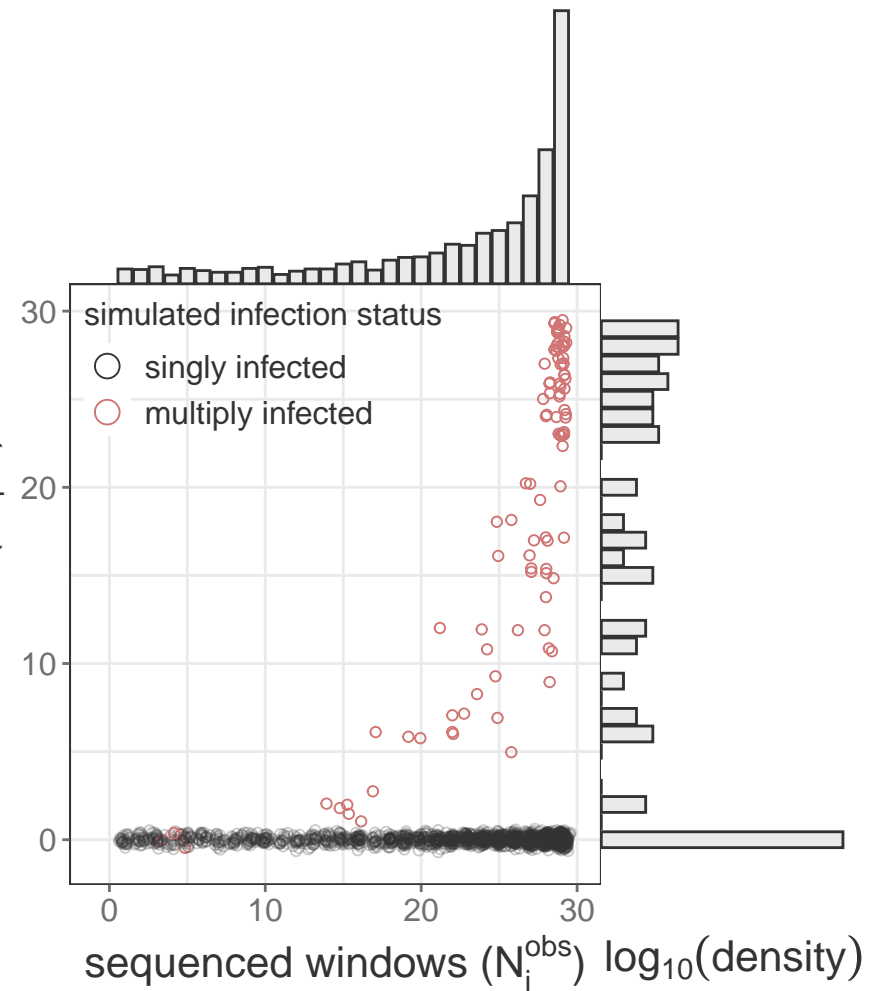 simulated infection status
singly infected
multiply infected
30
20
10
0
0 10 20 30
sequenced windows (N_i^obs) log₁₀(density)